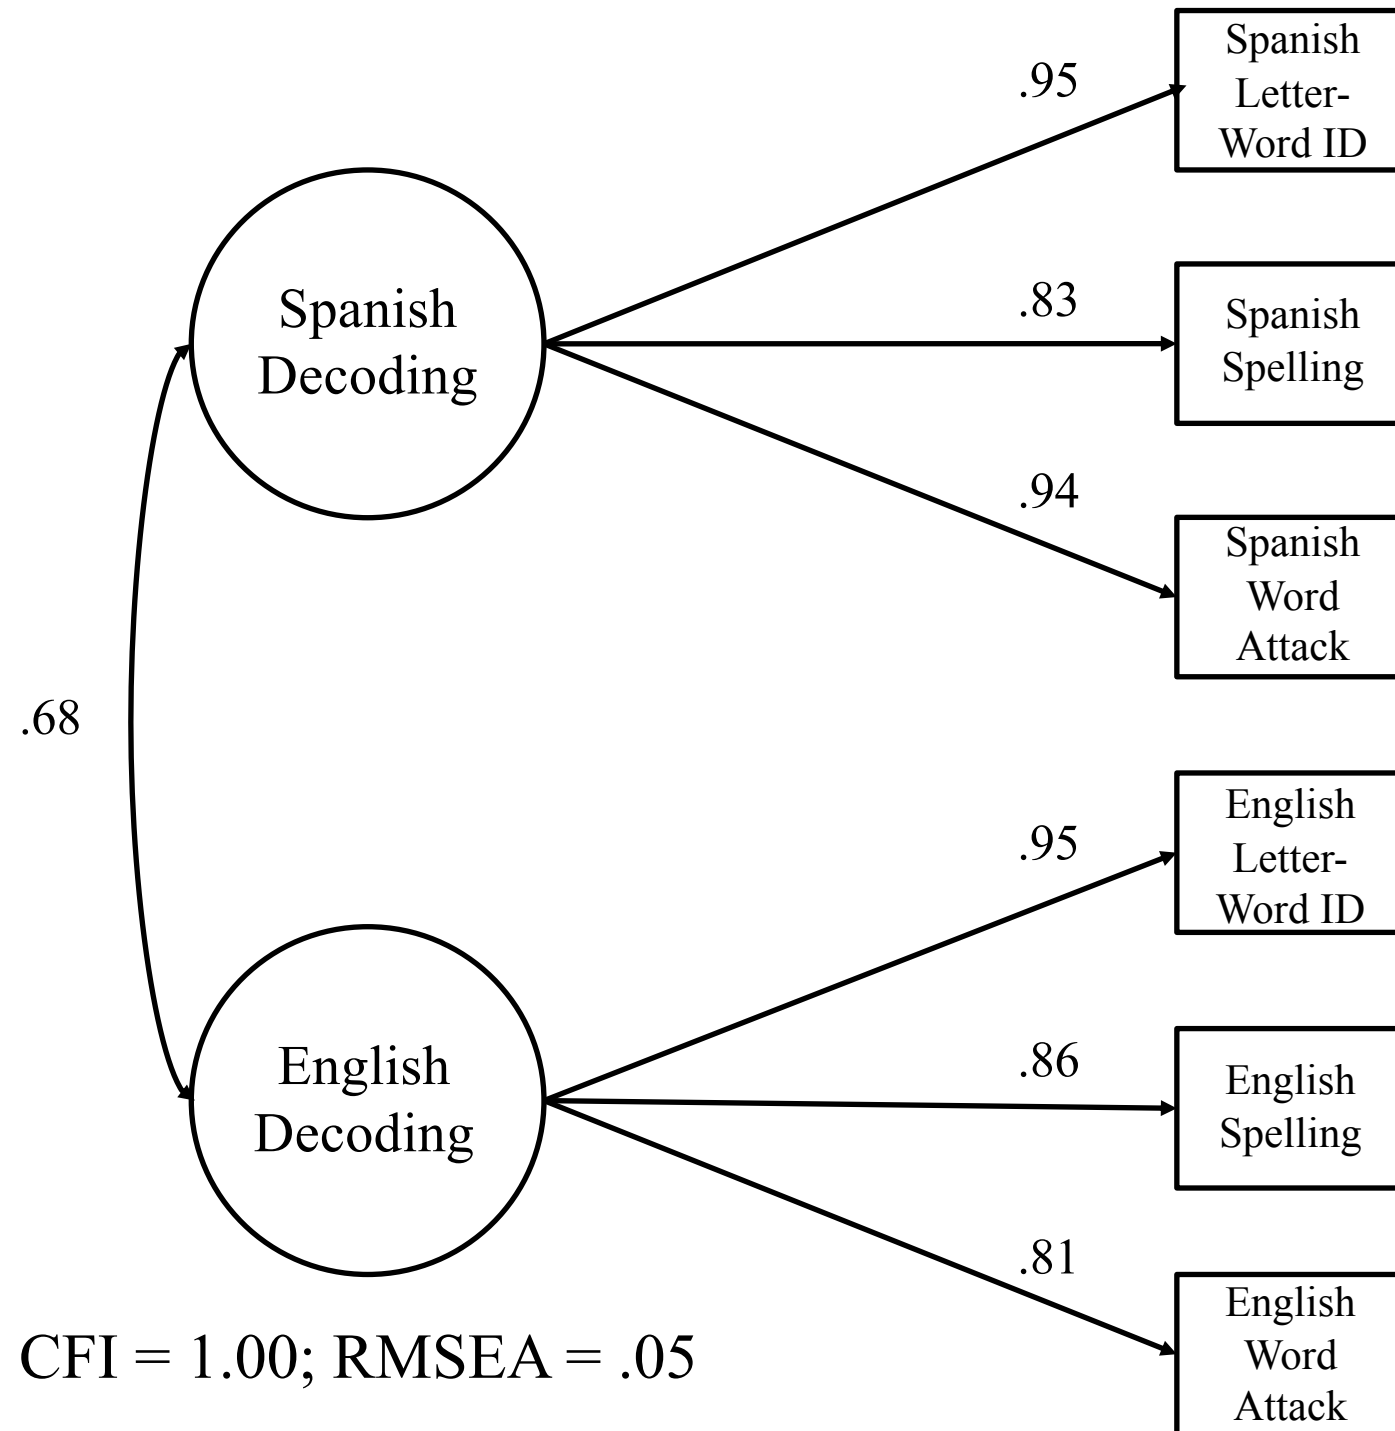 Spanish
Letter-
Word ID
.95
Spanish
Decoding
.83
Spanish
Spelling
.94
Spanish
Word
Attack
.68
.95
English
Letter-
Word ID
English
Decoding
.86
English
Spelling
.81
English
Word
Attack
CFI = 1.00; RMSEA = .05